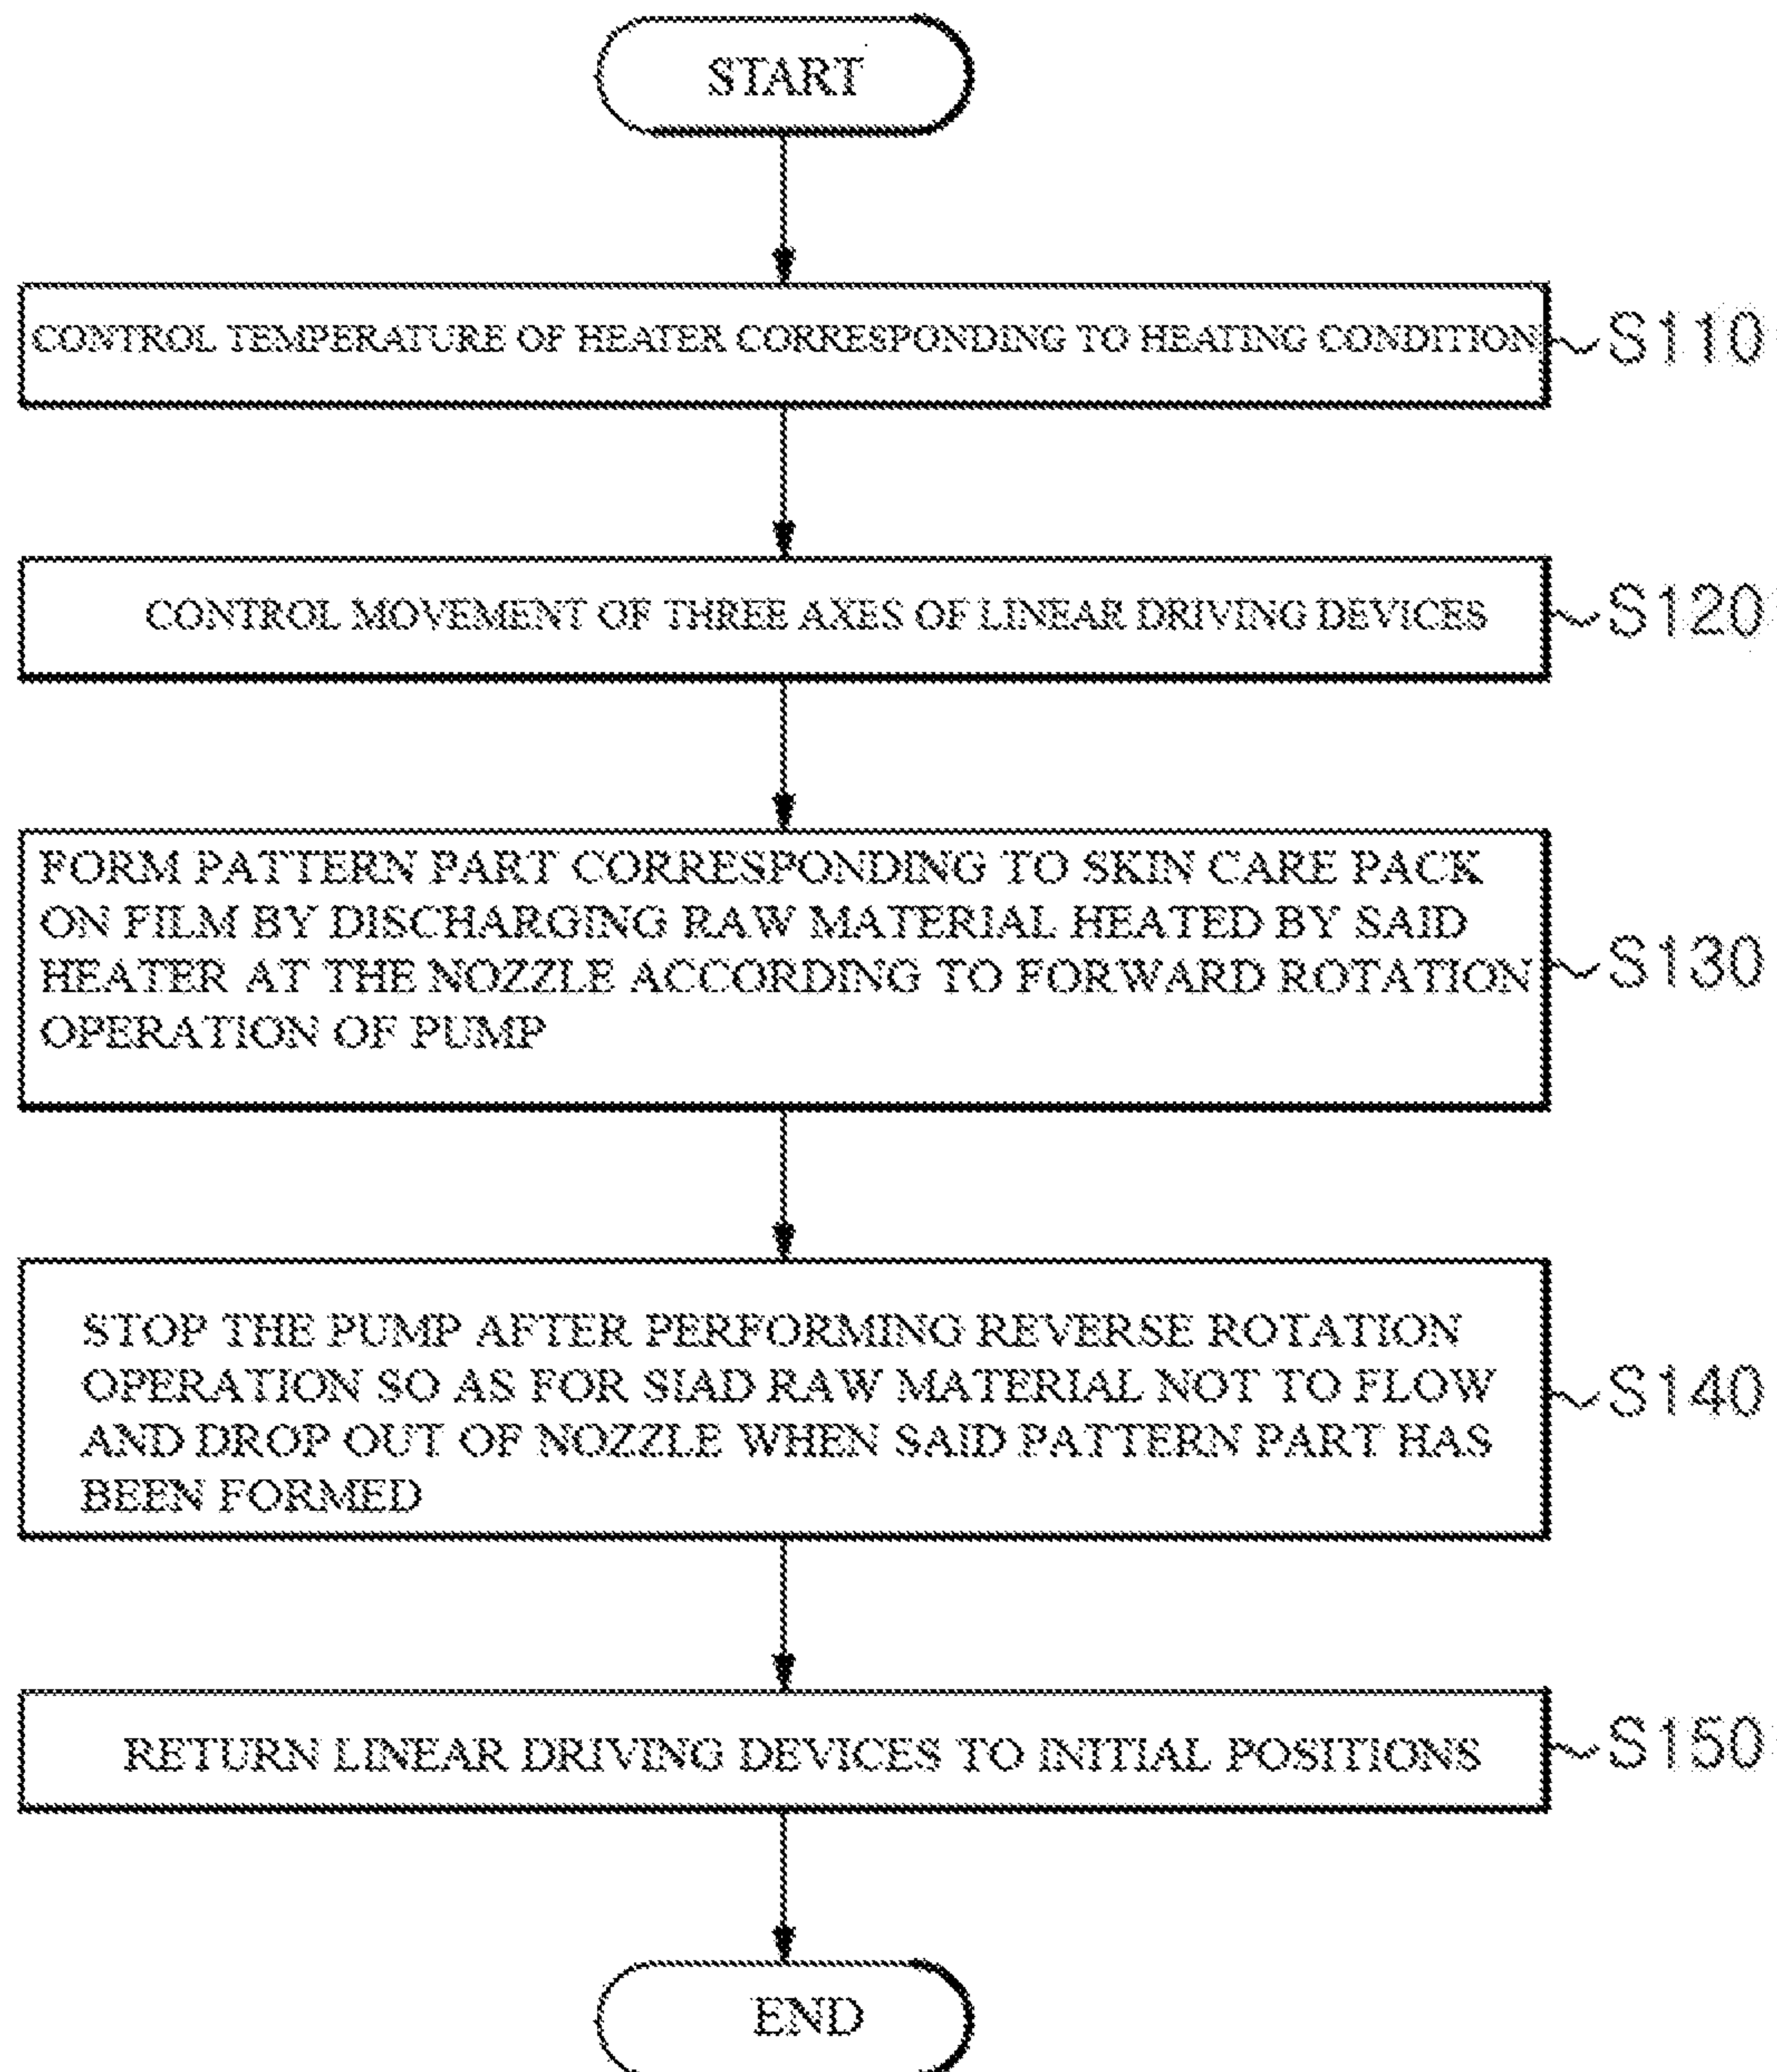 START
CONTROL TEMPERATURE OF HEATER CORRESPONDING TO HEATING CONDITION
S110
CONTROL MOVEMENT OF THREE AXES OF LINEAR DRIVING DEVICES
S120
FORM PATTERN PART CORRESPONDING TO SKIN CARE PACK
ON FILM BY DISCHARGING RAW MATERIAL HEATED BY SAID
HEATER AT THE NOZZLE ACCORDING TO FORWARD ROTATION
OPERATION OF PUMP
S130
STOP THE PUMP AFTER PERFORMING REVERSE ROTATION
OPERATION SO AS FOR SIAD RAW MATERIAL NOT TO FLOW
AND DROP OUT OF NOZZLE WHEN SAID PATTERN PART HAS
BEEN FORMED
S140
RETURN LINEAR DRIVING DEVICES TO INITIAL POSITIONS
S150
END